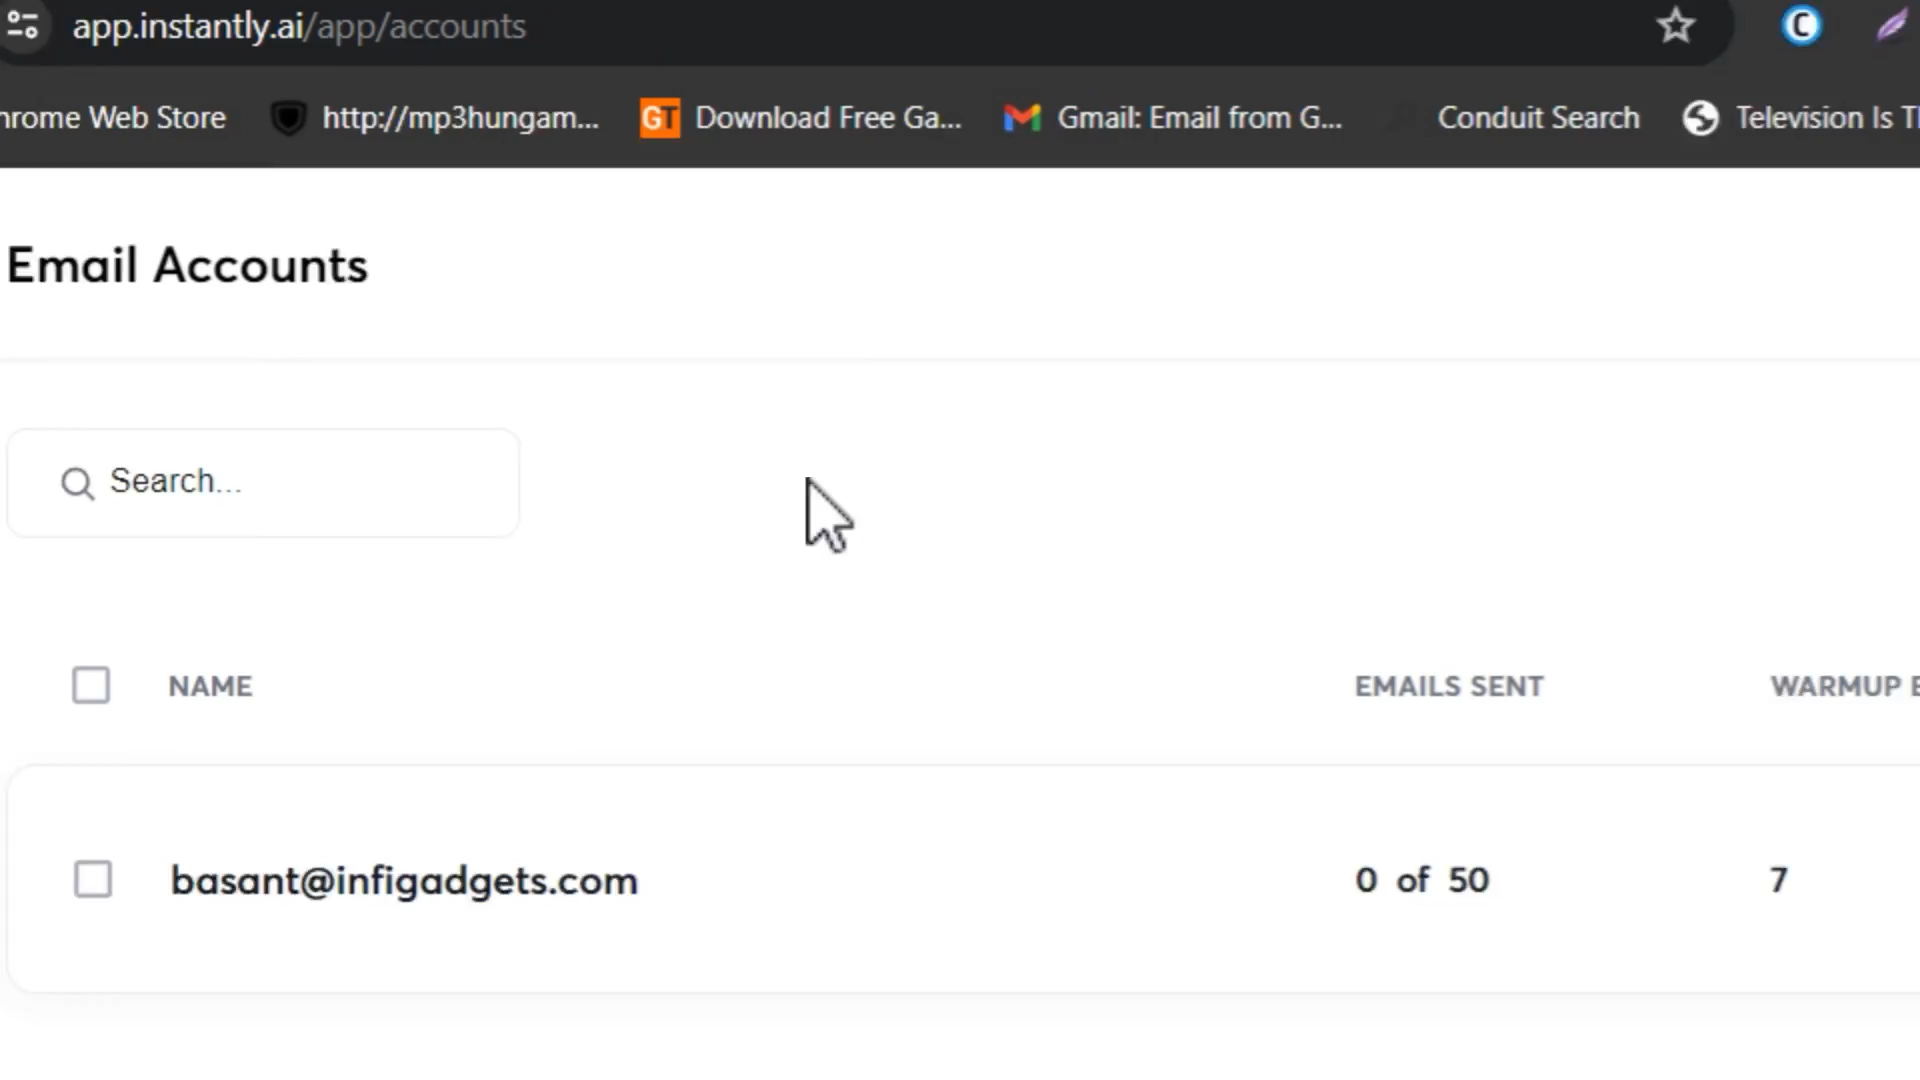 app.instantly.ai/app/accounts
hrome Web Store http://mp3hungam... GT Download Free Ga... Gmail: Email from G... Conduit Search Television Is T
Email Accounts
Search...
NAME EMAILS SENT WARMUP
basant@infigadgets.com 0 of 50 7